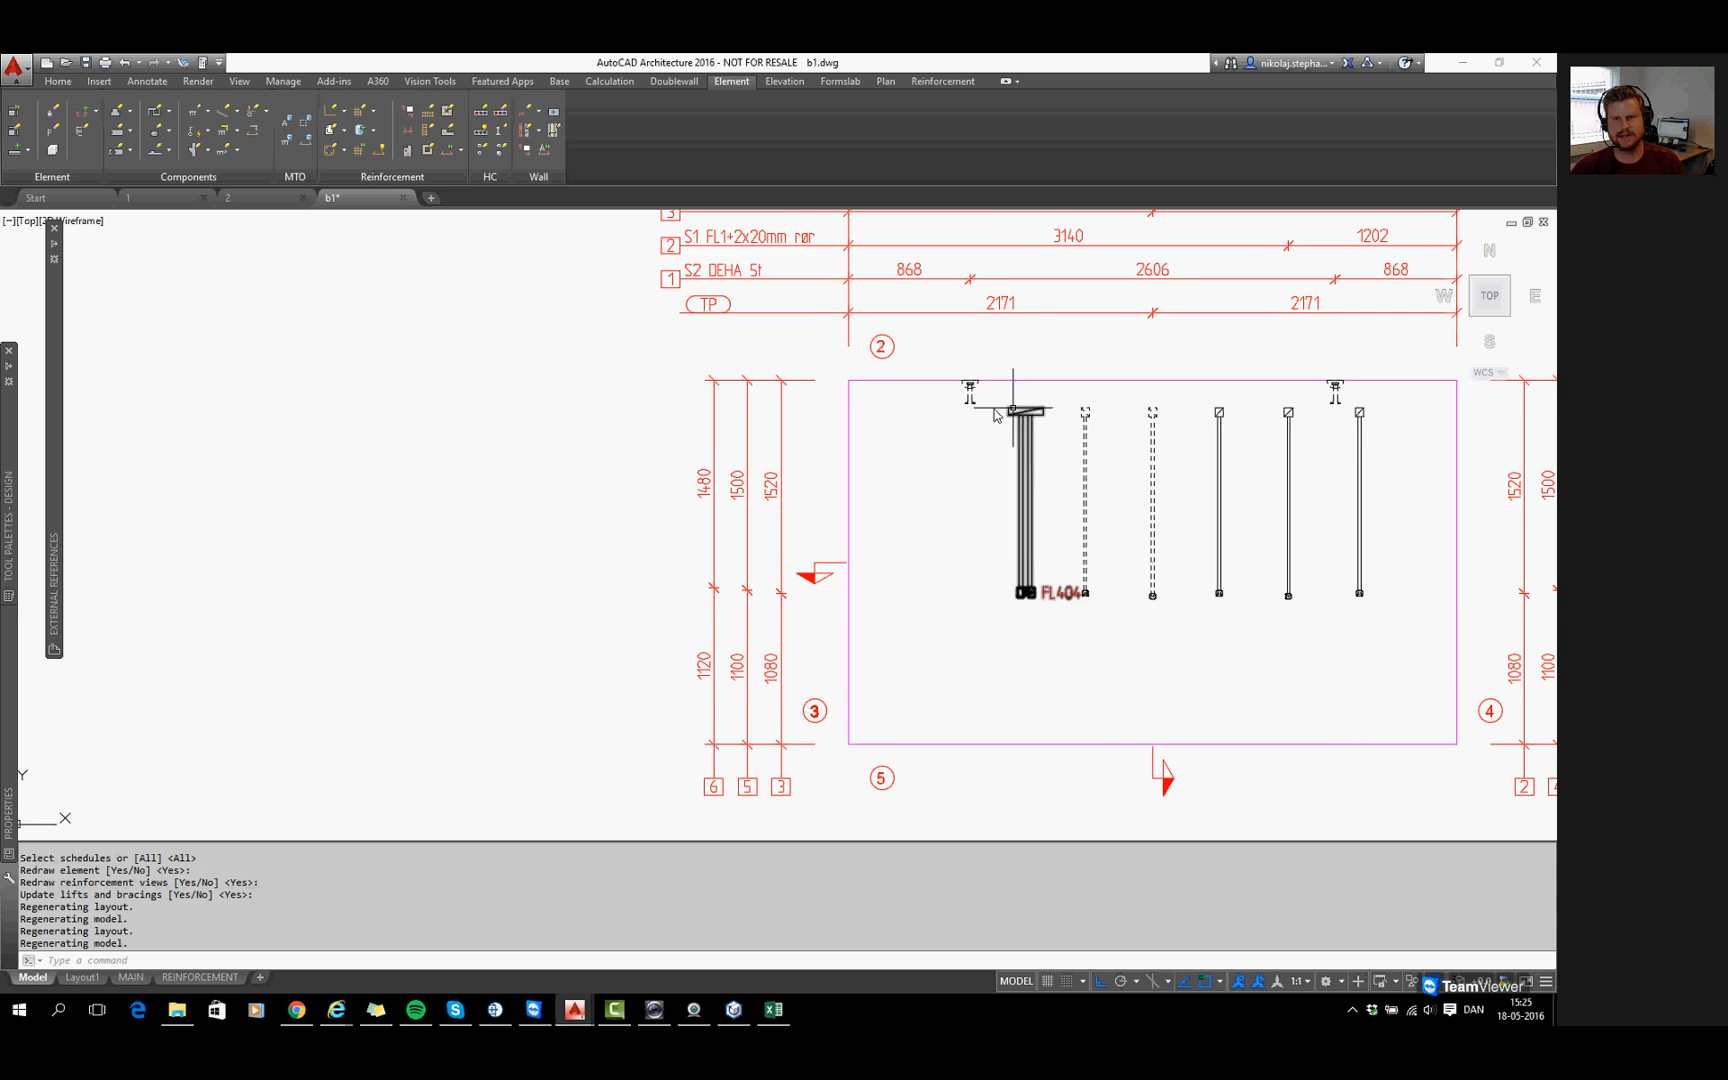 AutoCAD Architecture 2016 - NOT FOR RESALE b1.dwg
nikolaj.stepha...
Home Insert Annotate Render View Manage Add-ins A360 Vision Tools Featured Apps Base Calculation Doublewall Element Elevation Formslab Plan Reinforcement
Element Components MTO Reinforcement HC Wall
Start 1 2 b1*
[−][Top][2D Wireframe]
3
2 S1 FL1+2x20mm rør 3140 1202
1 S2 DEHA 5t 868 2606 868
TP 2171 2171
N
W TOP E
S
WCS
2
1480 1500 1520
1520 1500
FL404
1120 1100 1080
1080 1100
3
4
5
6 5 3
2
Y
X
TOOL PALETTES - DESIGN
EXTERNAL REFERENCES
PROPERTIES
Select schedules or [All] <All>
Redraw element [Yes/No] <Yes>:
Redraw reinforcement views [Yes/No] <Yes>:
Update lifts and bracings [Yes/No] <Yes>:
Regenerating layout.
Regenerating model.
Regenerating layout.
Regenerating model.
Type a command
Model Layout1 MAIN REINFORCEMENT
MODEL 1:1
TeamViewer
DAN
15:25
18-05-2016